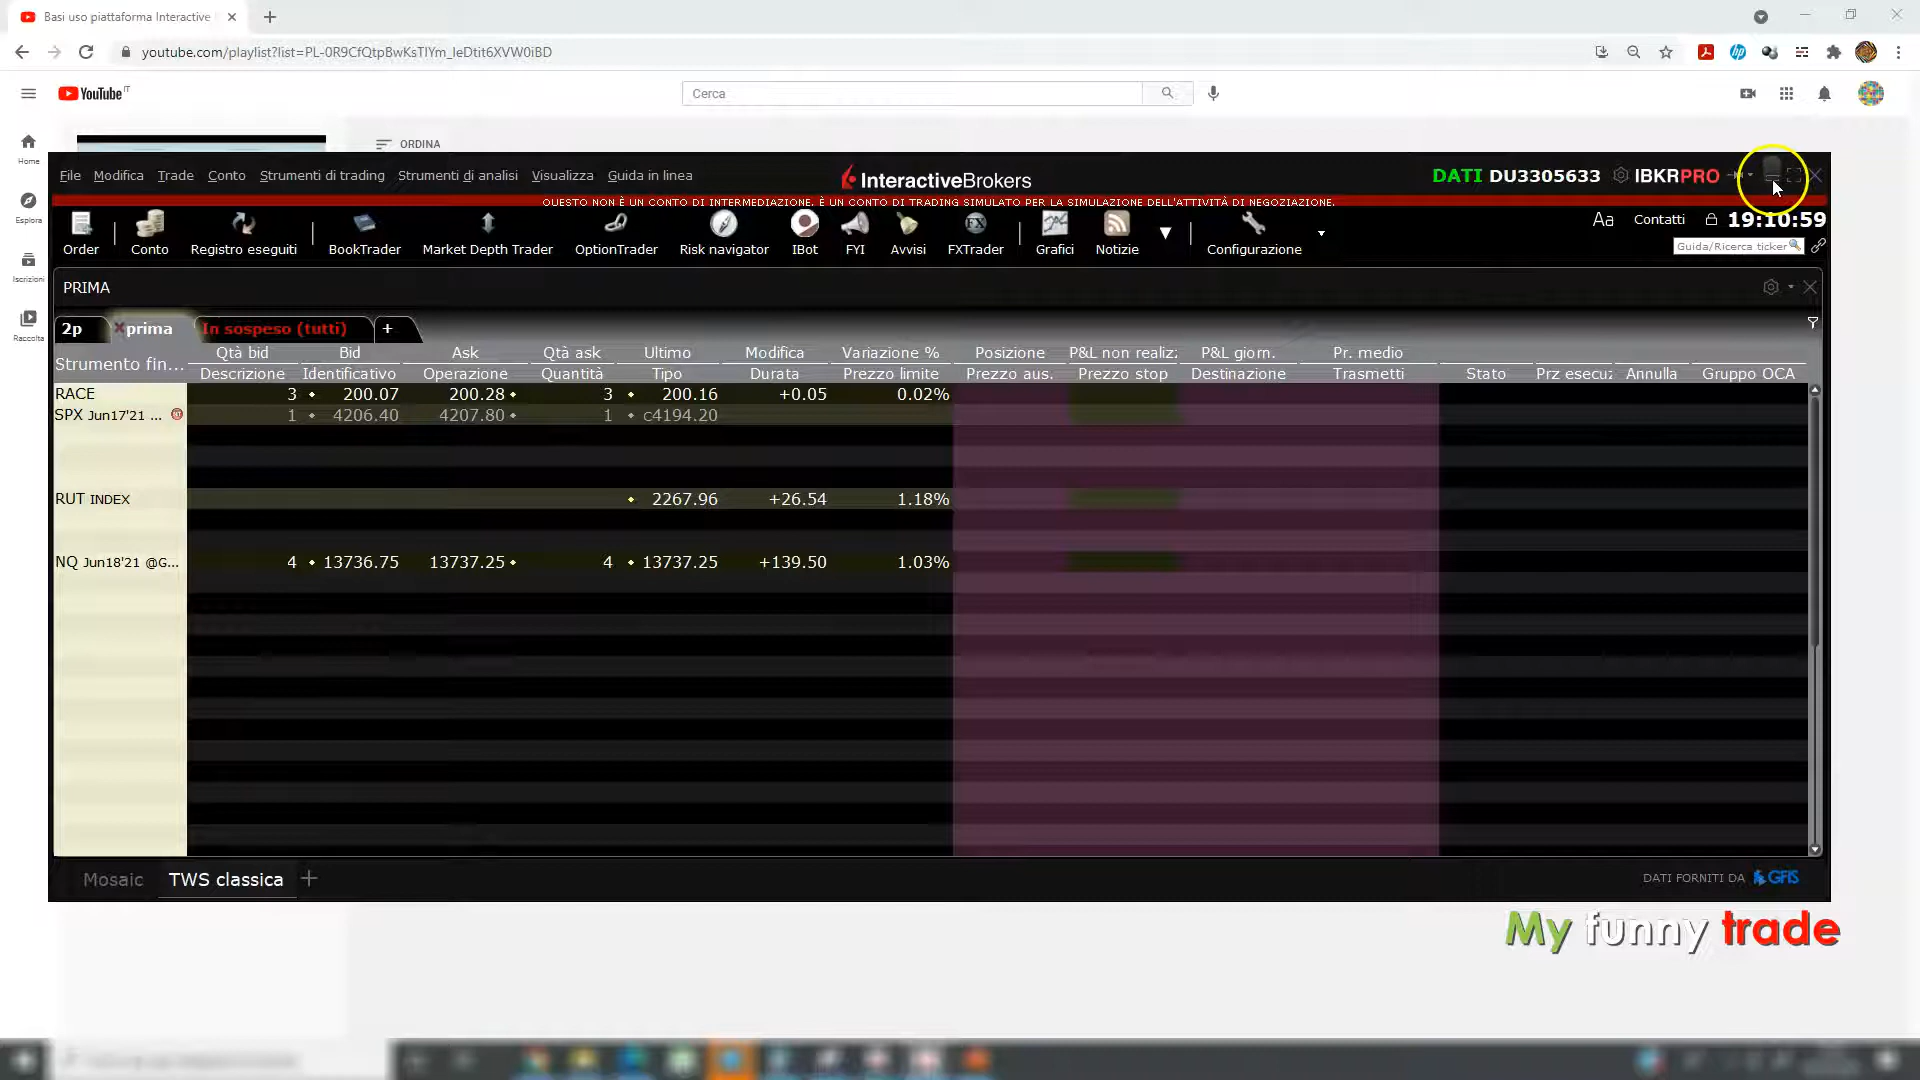 Basi uso piattaforma Interactive
youtube.com/playlist?list=PL-0R9CfQtpBwKsTlYm_leDtit6XVW0iBD
YouTube IT
Cerca
Home
Esplora
Iscrizioni
Raccolta
ORDINA
File Modifica Trade Conto Strumenti di trading Strumenti di analisi Visualizza Guida in linea
InteractiveBrokers
DATI DU3305633 IBKRPRO
QUESTO NON È UN CONTO DI INTERMEDIAZIONE. È UN CONTO DI TRADING SIMULATO PER LA SIMULAZIONE DELL'ATTIVITÀ DI NEGOZIAZIONE.
Order Conto Registro eseguiti BookTrader Market Depth Trader OptionTrader Risk navigator IBot FYI Avvisi FXTrader Grafici Notizie Configurazione
FX
Aa Contatti 19:10:59
Guida/Ricerca ticker
PRIMA
2p prima In sospeso (tutti) +
Strumento fin...
Qtà bid Bid Ask Qtà ask Ultimo Modifica Variazione % Posizione P&L non realiz: P&L giorn. Pr. medio
Descrizione Identificativo Operazione Quantità Tipo Durata Prezzo limite Prezzo aus. Prezzo stop Destinazione Trasmetti Stato Prz esecuz Annulla Gruppo OCA
RACE 3 200.07 200.28 3 200.16 +0.05 0.02%
SPX Jun17'21 ... 1 4206.40 4207.80 1 c4194.20
RUT INDEX 2267.96 +26.54 1.18%
NQ Jun18'21 @G... 4 13736.75 13737.25 4 13737.25 +139.50 1.03%
Mosaic TWS classica +
DATI FORNITI DA GFIS
My funny trade